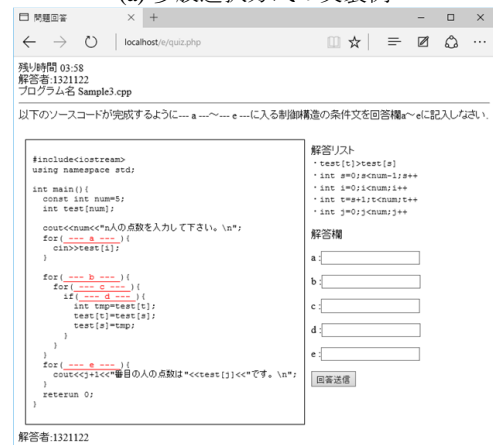 (a) 多肢選択方式の実装例
問題回答
localhost/e/quiz.php
残り時間 03:58
解答者:1321122
プログラム名 Sample3.cpp
以下のソースコードが完成するように--- a ---～--- e ---に入る制御構造の条件文を回答欄a～eに記入しなさい.
#include<iostream>
using namespace std;
int main(){
const int num=5;
int test[num];
cout<<num<<"人の点数を入力して下さい。\n";
for( --- a --- ){
cin>>test[i];
}
for( --- b --- ){
for( --- c --- ){
if( --- d --- ){
int tmp=test[t];
test[t]=test[s];
test[s]=tmp;
}
}
}
for( --- e --- ){
cout<<j+1<<"番目の人の点数は"<<test[j]<<"です。\n";
}
reterun 0;
}
解答リスト
・test[t]>test[s]
・int s=0;s<num-1;s++
・int i=0;i<num;i++
・int t=s+1;t<num;t++
・int j=0;j<num;j++
解答欄
a :
b :
c :
d :
e :
回答送信
解答者:1321122